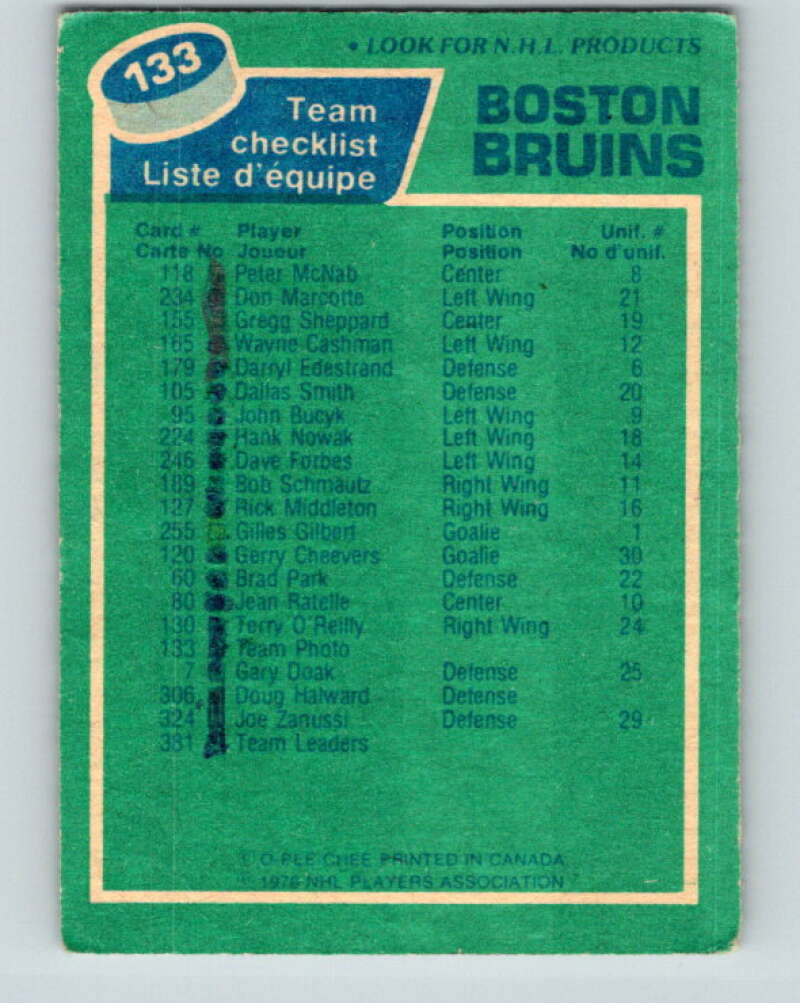 133
• LOOK FOR N.H.L. PRODUCTS
Team
checklist
Liste d'équipe
BOSTON
BRUINS
Card # Player Position Unif. #
Carte No Joueur Position No d'unif.
118 Peter McNab Center 8
234 Don Marcotte Left Wing 21
155 Gregg Sheppard Center 19
165 Wayne Cashman Left Wing 12
179 Darryl Edestrand Defense 6
105 Dallas Smith Defense 20
95 John Bucyk Left Wing 9
224 Hank Nowak Left Wing 18
246 Dave Forbes Left Wing 14
189 Bob Schmautz Right Wing 11
127 Rick Middleton Right Wing 16
255 Gilles Gilbert Goalie 1
120 Gerry Cheevers Goalie 30
60 Brad Park Defense 22
80 Jean Ratelle Center 10
130 Terry O'Reilly Right Wing 24
133 Team Photo
7 Gary Doak Defense 25
306 Doug Halward Defense
324 Joe Zanussi Defense 29
381 Team Leaders
© O-PEE CHEE PRINTED IN CANADA
© 1976 NHL PLAYERS ASSOCIATION